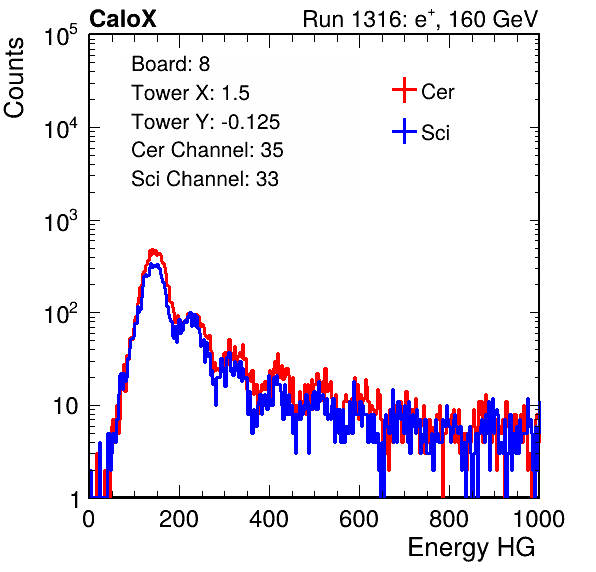 CaloX Run 1316: e⁺, 160 GeV
Counts
10⁵
10⁴
10³
10²
10
1
Board: 8
Tower X: 1.5
Tower Y: -0.125
Cer Channel: 35
Sci Channel: 33
Cer
Sci
0 200 400 600 800 1000
Energy HG